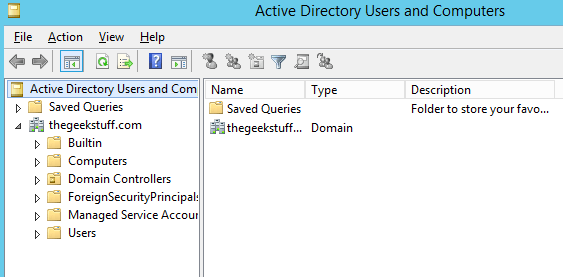 Active Directory Users and Computers
File Action View Help
Active Directory Users and Com
Saved Queries
thegeekstuff.com
Builtin
Computers
Domain Controllers
ForeignSecurityPrincipals
Managed Service Accour
Users
Name Type Description
Saved Queries Folder to store your favo...
thegeekstuff... Domain